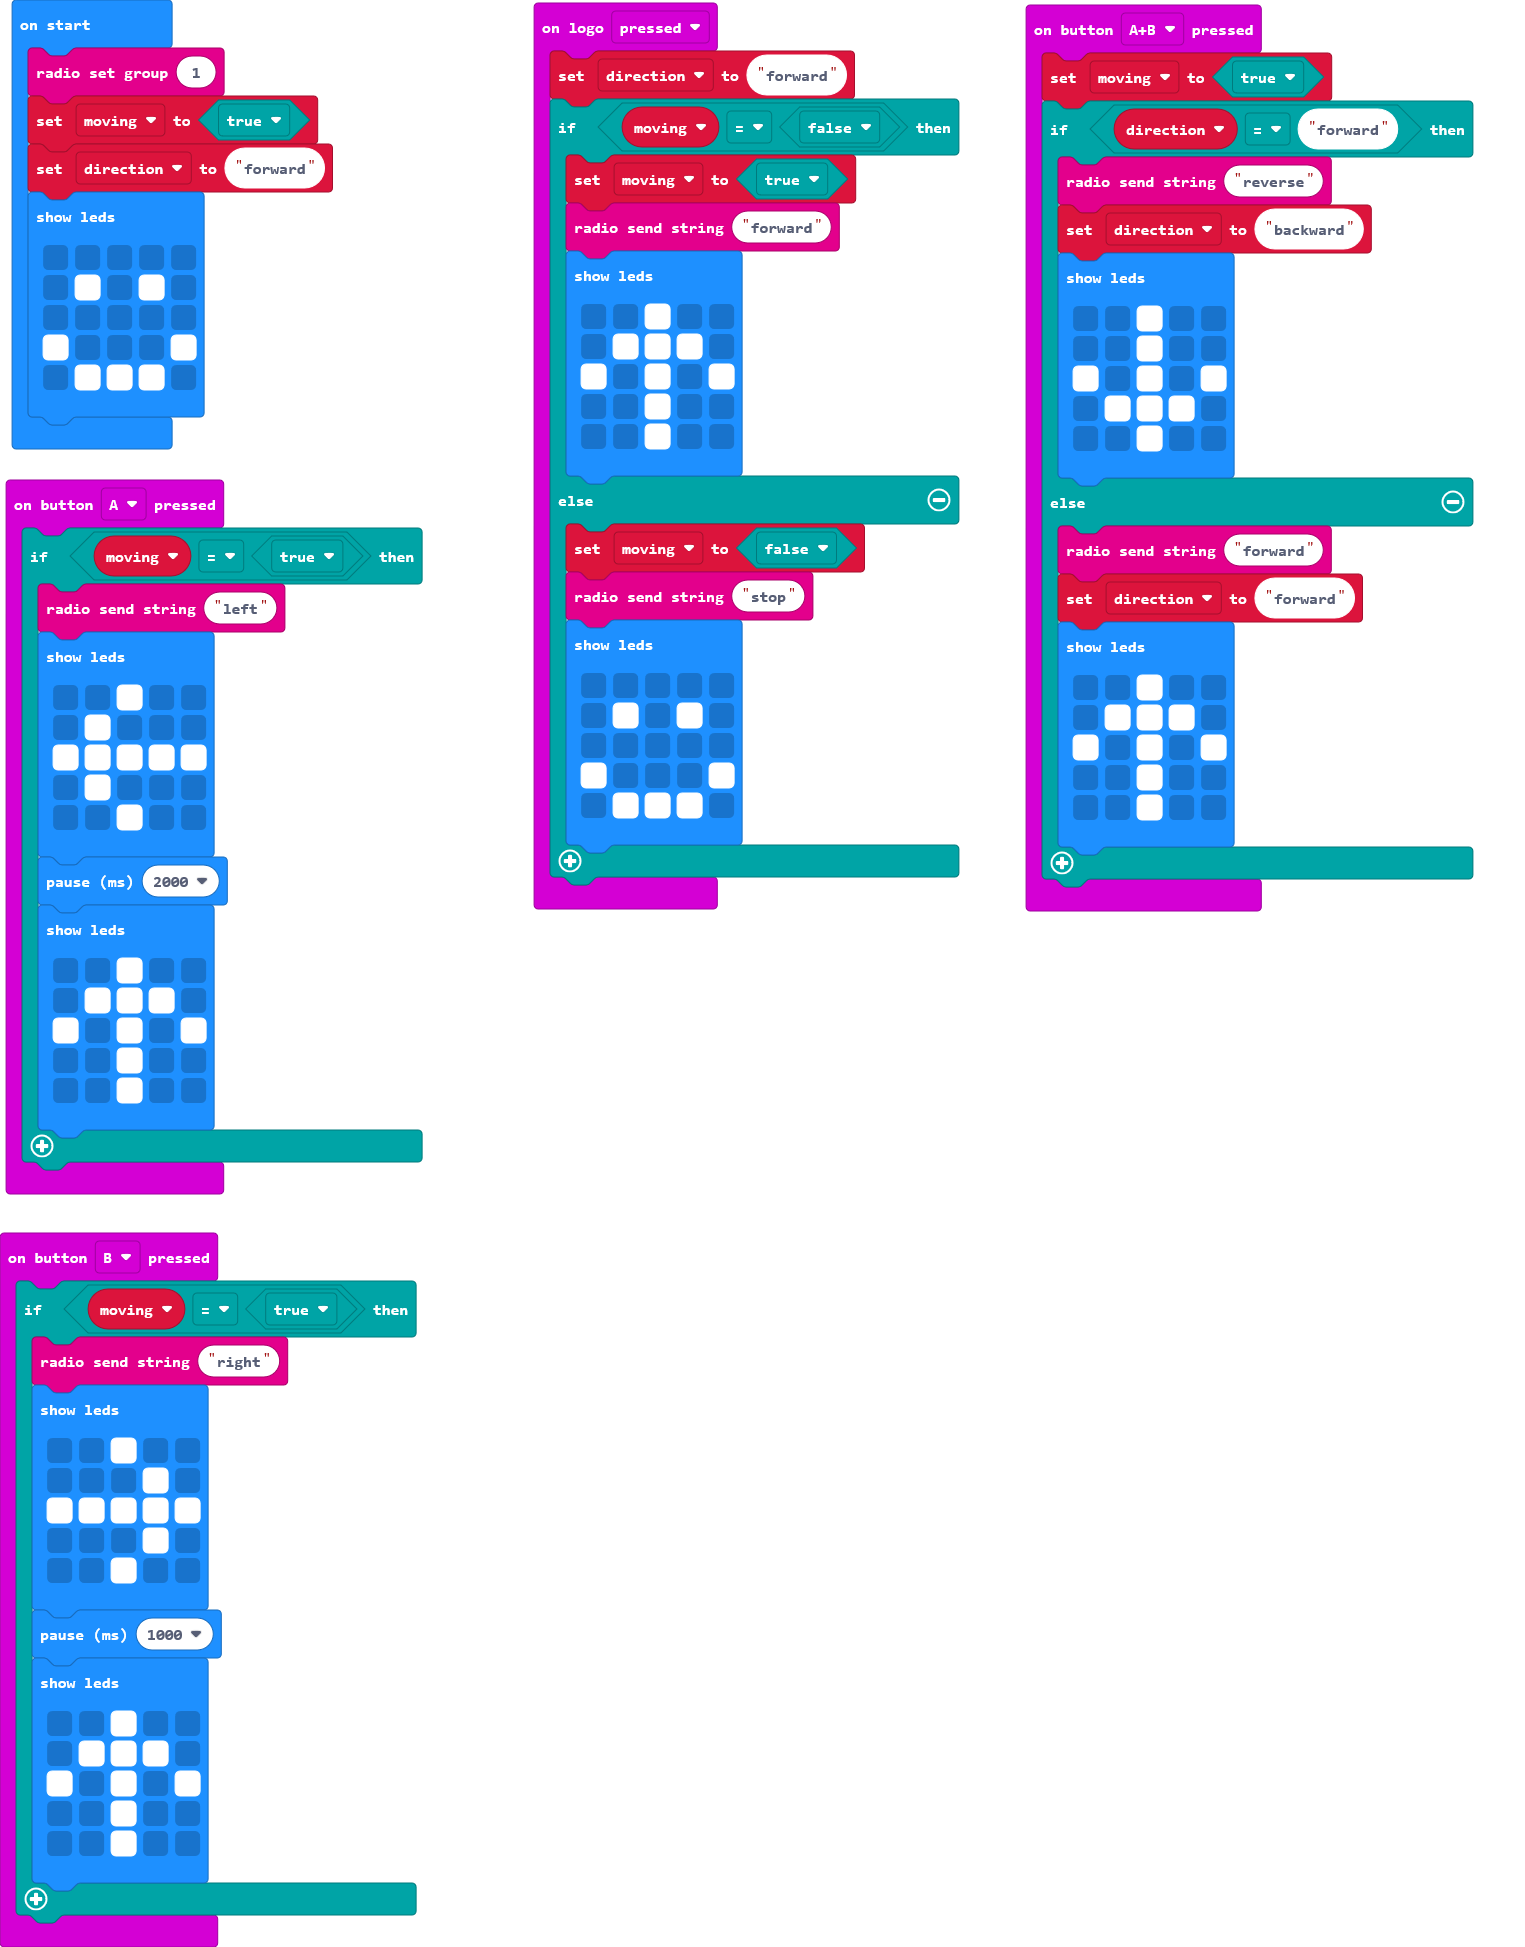 on start
radio set group 1
set moving to true
set direction to "forward"
show leds
on button A pressed
if moving = true then
radio send string "left"
show leds
pause (ms) 2000
show leds
on button B pressed
if moving = true then
radio send string "right"
show leds
pause (ms) 1000
show leds
on logo pressed
set direction to "forward"
if moving = false then
set moving to true
radio send string "forward"
show leds
else
set moving to false
radio send string "stop"
show leds
on button A+B pressed
set moving to true
if direction = "forward" then
radio send string "reverse"
set direction to "backward"
show leds
else
radio send string "forward"
set direction to "forward"
show leds